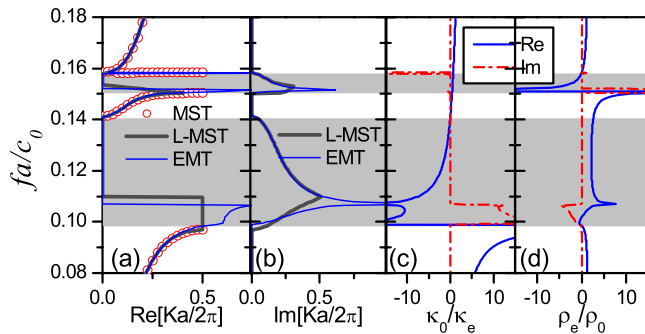 fa/c₀
0.18
0.16
0.14
0.12
0.10
0.08
MST
L-MST
EMT
L-MST
EMT
Re
Im
(a)
(b)
(c)
(d)
0.0 0.5 0.0 0.5 -10 0 10 -10 0 10
Re[Ka/2π] Im[Ka/2π] κ₀/κₑ ρₑ/ρ₀